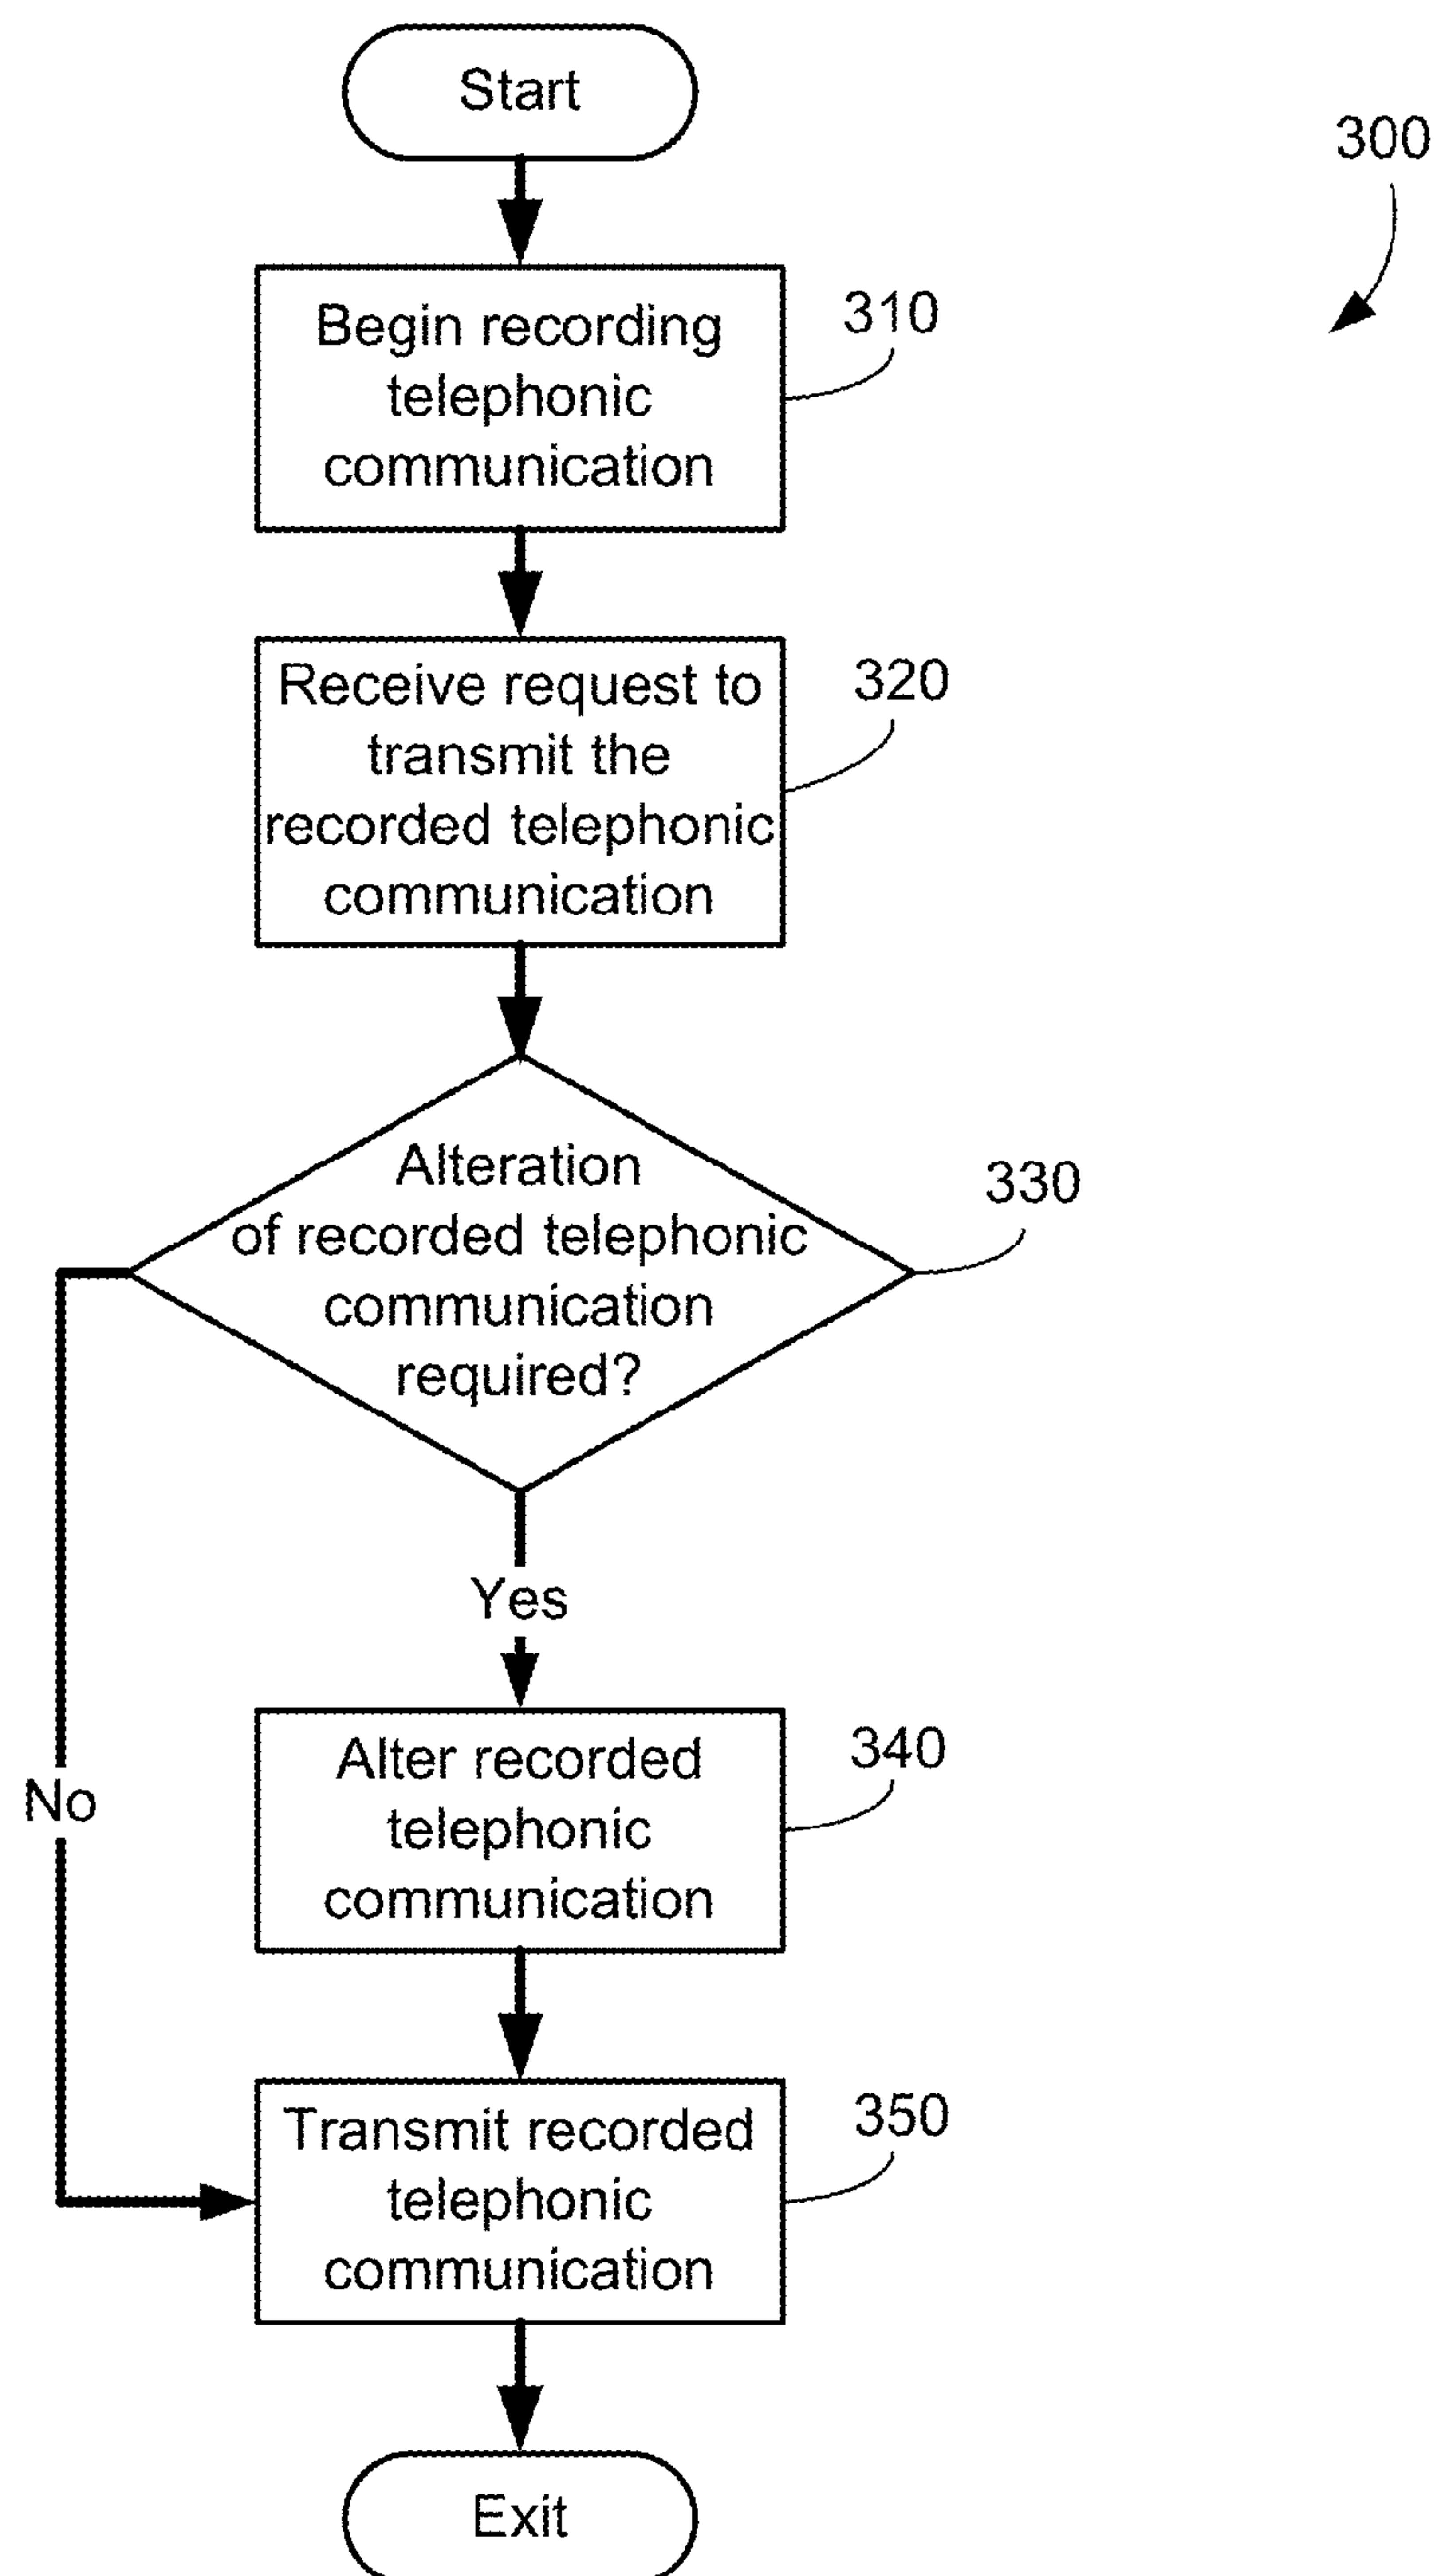 Start
300
Begin recording
telephonic
communication
310
Receive request to
transmit the
recorded telephonic
communication
320
Alteration
of recorded telephonic
communication
required?
330
Yes
No
Alter recorded
telephonic
communication
340
Transmit recorded
telephonic
communication
350
Exit